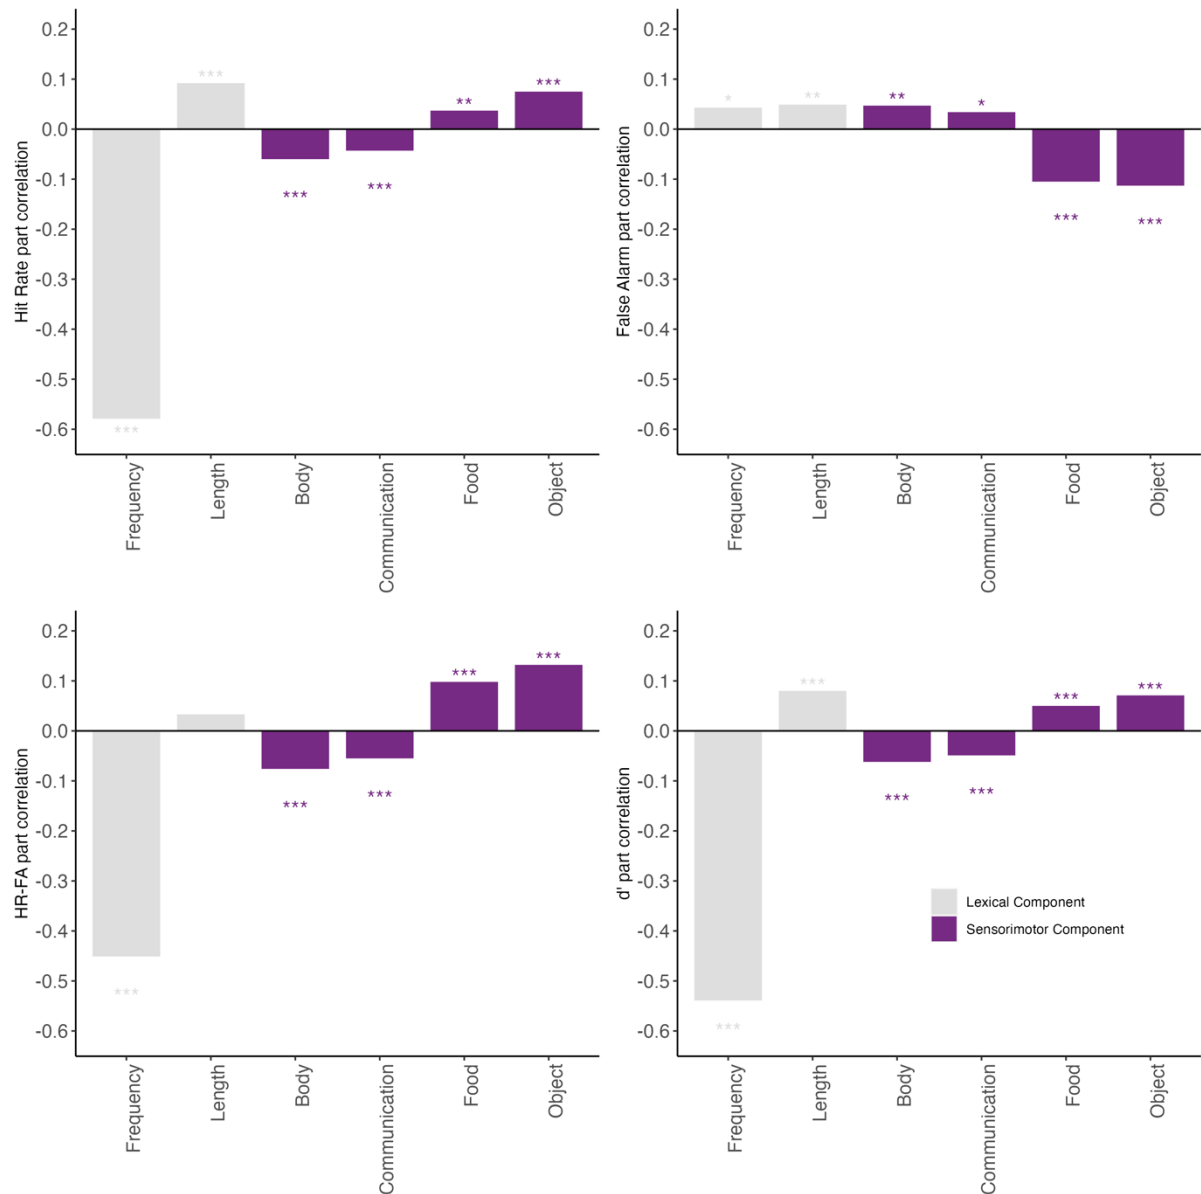 0.2
0.1
0.0
-0.1
-0.2
-0.3
-0.4
-0.5
-0.6
Hit Rate part correlation
***
***
***
***
**
***
Frequency
Length
Body
Communication
Food
Object
0.2
0.1
0.0
-0.1
-0.2
-0.3
-0.4
-0.5
-0.6
False Alarm part correlation
*
**
**
*
***
***
Frequency
Length
Body
Communication
Food
Object
0.2
0.1
0.0
-0.1
-0.2
-0.3
-0.4
-0.5
-0.6
HR-FA part correlation
***
***
***
***
***
Frequency
Length
Body
Communication
Food
Object
0.2
0.1
0.0
-0.1
-0.2
-0.3
-0.4
-0.5
-0.6
d' part correlation
***
***
***
***
***
***
Lexical Component
Sensorimotor Component
Frequency
Length
Body
Communication
Food
Object